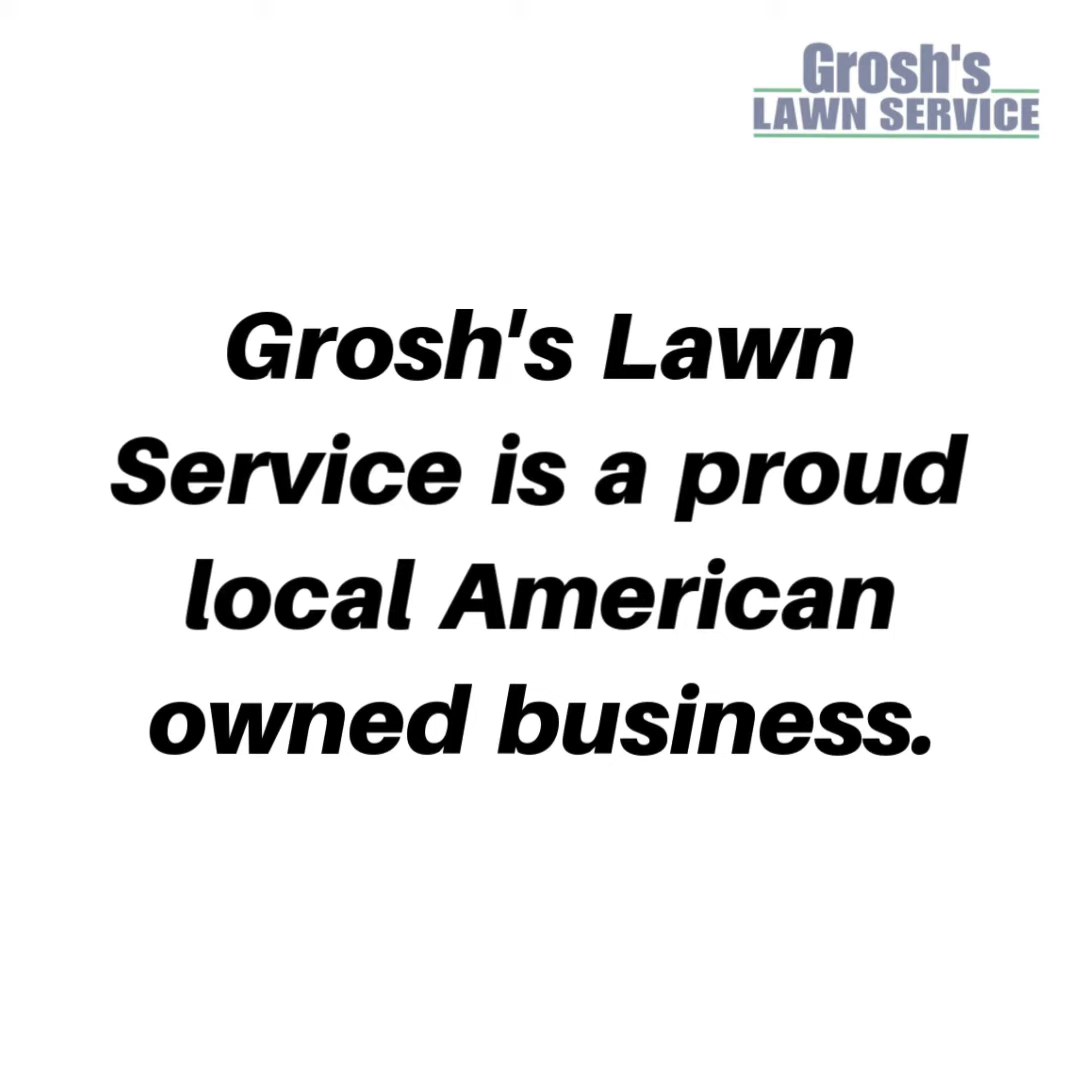 Grosh's
LAWN SERVICE
Grosh's Lawn
Service is a proud
local American
owned business.